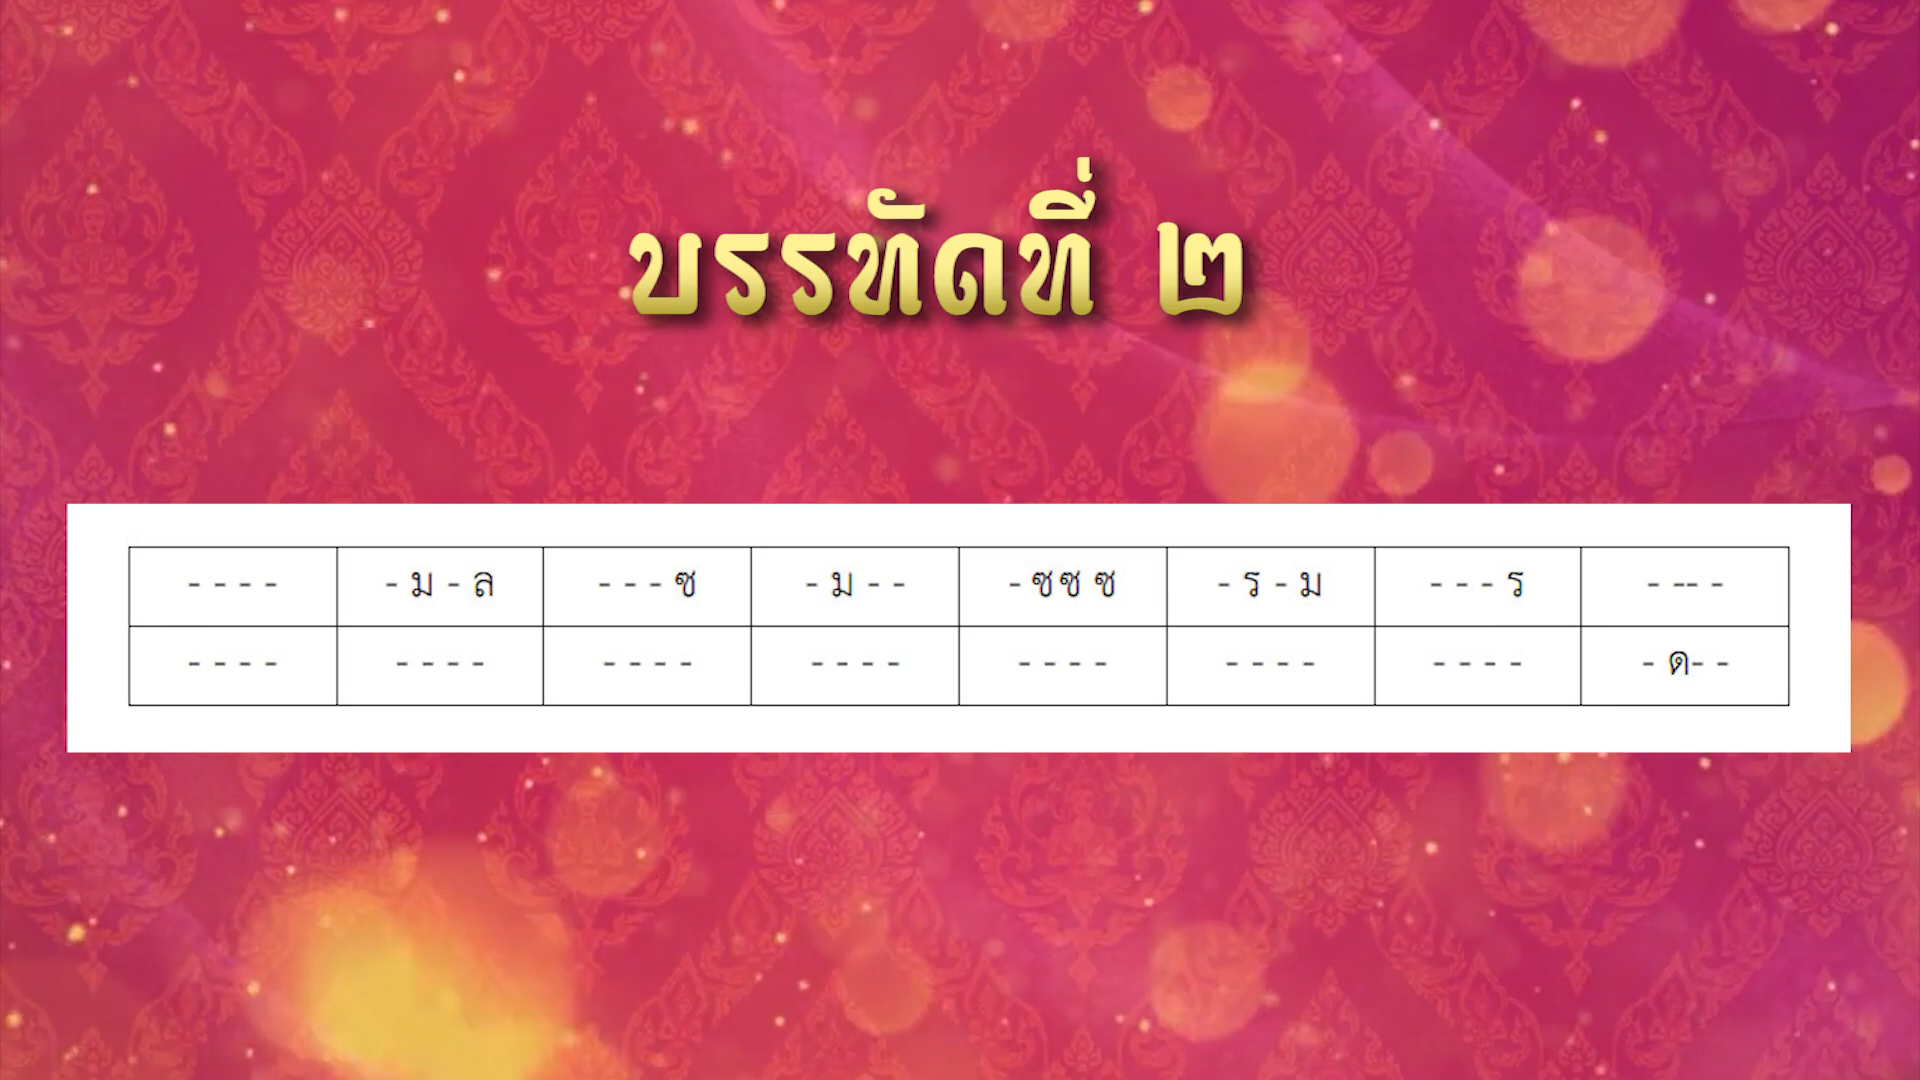 บรรทัดที่ ๒
- - - - - ม - ล - - - ซ - ม - - - ซซ ซ - ร - ม - - - ร - -- -
- - - - - - - - - - - - - - - - - - - - - - - - - - - - - ด- -